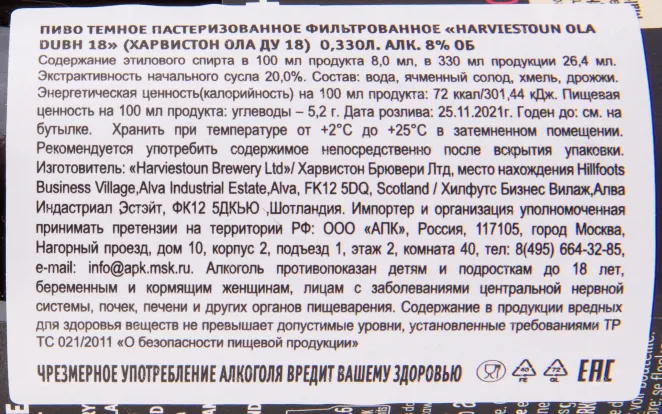 ПИВО ТЕМНОЕ ПАСТЕРИЗОВАННОЕ ФИЛЬТРОВАННОЕ «HARVIESTOUN OLA
DUBH 18» (ХАРВИСТОН ОЛА ДУ 18) 0,330Л. АЛК. 8% ОБ
Содержание этилового спирта в 100 мл продукта 8,0 мл, в 330 мл продукции 26,4 мл.
Экстрактивность начального сусла 20,0%. Состав: вода, ячменный солод, хмель, дрожжи.
Энергетическая ценность(калорийность) на 100 мл продукта: 72 ккал/301,44 кДж. Пищевая
ценность на 100 мл продукта: углеводы – 5,2 г. Дата розлива: 25.11.2021г. Годен до: см. на
бутылке. Хранить при температуре от +2°С до +25°С в затемненном помещении.
Рекомендуется употребить содержимое непосредственно после вскрытия упаковки.
Изготовитель: «Harviestoun Brewery Ltd»/ Харвистон Брювери Лтд, место нахождения Hillfoots
Business Village,Alva Industrial Estate,Alva, FK12 5DQ, Scotland / Хилфутс Бизнес Вилаж,Алва
Индастриал Эстэйт, ФК12 5ДКЬЮ ,Шотландия. Импортер и организация уполномоченная
принимать претензии на территории РФ: ООО «АПК», Россия, 117105, город Москва,
Нагорный проезд, дом 10, корпус 2, подъезд 1, этаж 2, комната 40, тел: 8(495) 664-32-85,
e-mail: info@apk.msk.ru. Алкоголь противопоказан детям и подросткам до 18 лет,
беременным и кормящим женщинам, лицам с заболеваниями центральной нервной
системы, почек, печени и других органов пищеварения. Содержание в продукции вредных
для здоровья веществ не превышает допустимые уровни, установленные требованиями ТР
ТС 021/2011 «О безопасности пищевой продукции»
ЧРЕЗМЕРНОЕ УПОТРЕБЛЕНИЕ АЛКОГОЛЯ ВРЕДИТ ВАШЕМУ ЗДОРОВЬЮ 40 FE 72 GL EAC